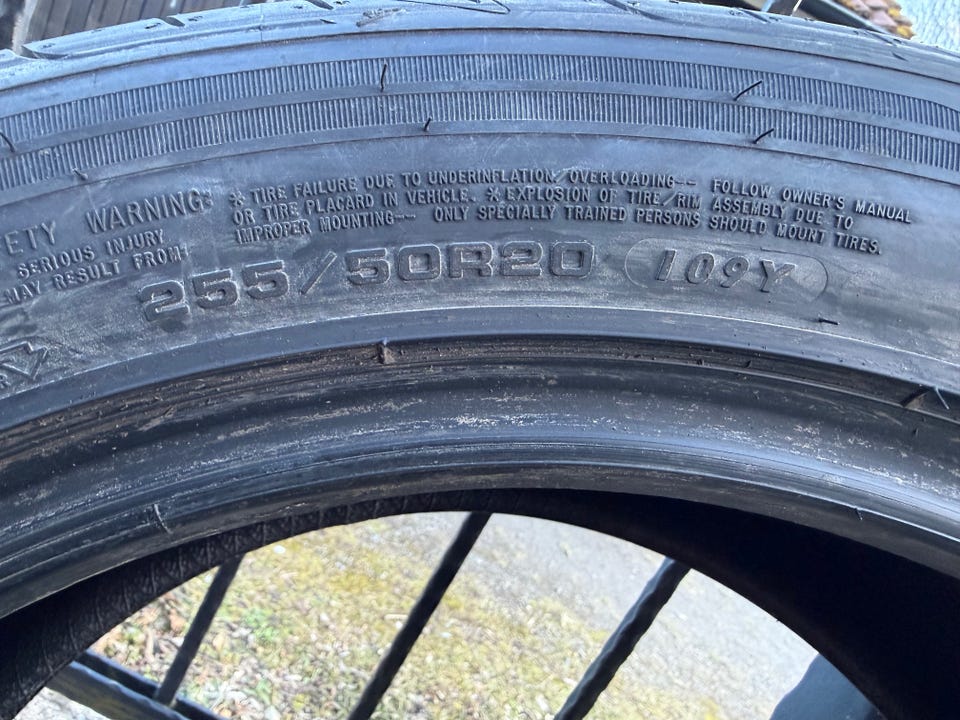 ETY WARNING:
SERIOUS INJURY
MAY RESULT FROM:
* TIRE FAILURE DUE TO UNDERINFLATION/OVERLOADING-- FOLLOW OWNER'S MANUAL
OR TIRE PLACARD IN VEHICLE. * EXPLOSION OF TIRE/RIM ASSEMBLY DUE TO
IMPROPER MOUNTING-- ONLY SPECIALLY TRAINED PERSONS SHOULD MOUNT TIRES.
255/50R20 109Y